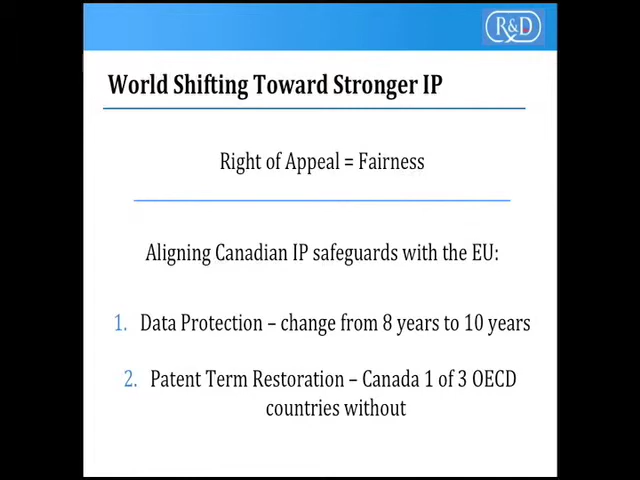 R&D
World Shifting Toward Stronger IP
Right of Appeal = Fairness
Aligning Canadian IP safeguards with the EU:
1. Data Protection – change from 8 years to 10 years
2. Patent Term Restoration – Canada 1 of 3 OECD
countries without